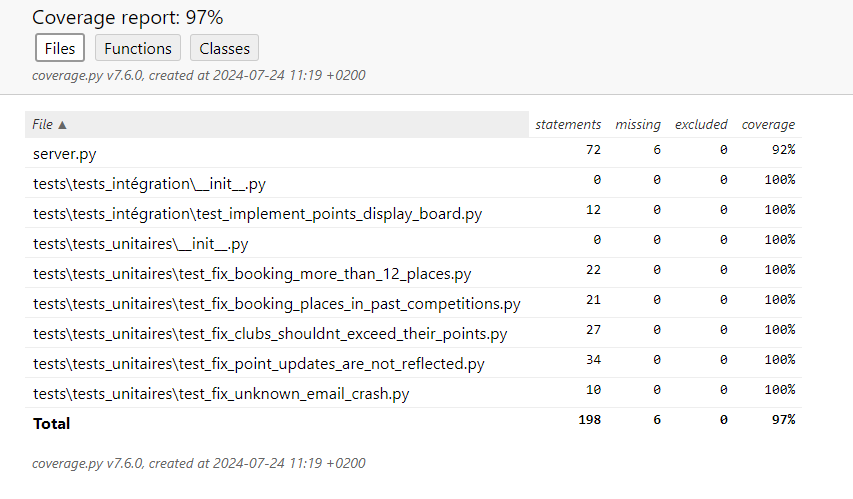 Coverage report: 97%
Files Functions Classes
coverage.py v7.6.0, created at 2024-07-24 11:19 +0200
File ▲ statements missing excluded coverage
server.py 72 6 0 92%
tests\tests_intégration\__init__.py 0 0 0 100%
tests\tests_intégration\test_implement_points_display_board.py 12 0 0 100%
tests\tests_unitaires\__init__.py 0 0 0 100%
tests\tests_unitaires\test_fix_booking_more_than_12_places.py 22 0 0 100%
tests\tests_unitaires\test_fix_booking_places_in_past_competitions.py 21 0 0 100%
tests\tests_unitaires\test_fix_clubs_shouldnt_exceed_their_points.py 27 0 0 100%
tests\tests_unitaires\test_fix_point_updates_are_not_reflected.py 34 0 0 100%
tests\tests_unitaires\test_fix_unknown_email_crash.py 10 0 0 100%
Total 198 6 0 97%
coverage.py v7.6.0, created at 2024-07-24 11:19 +0200